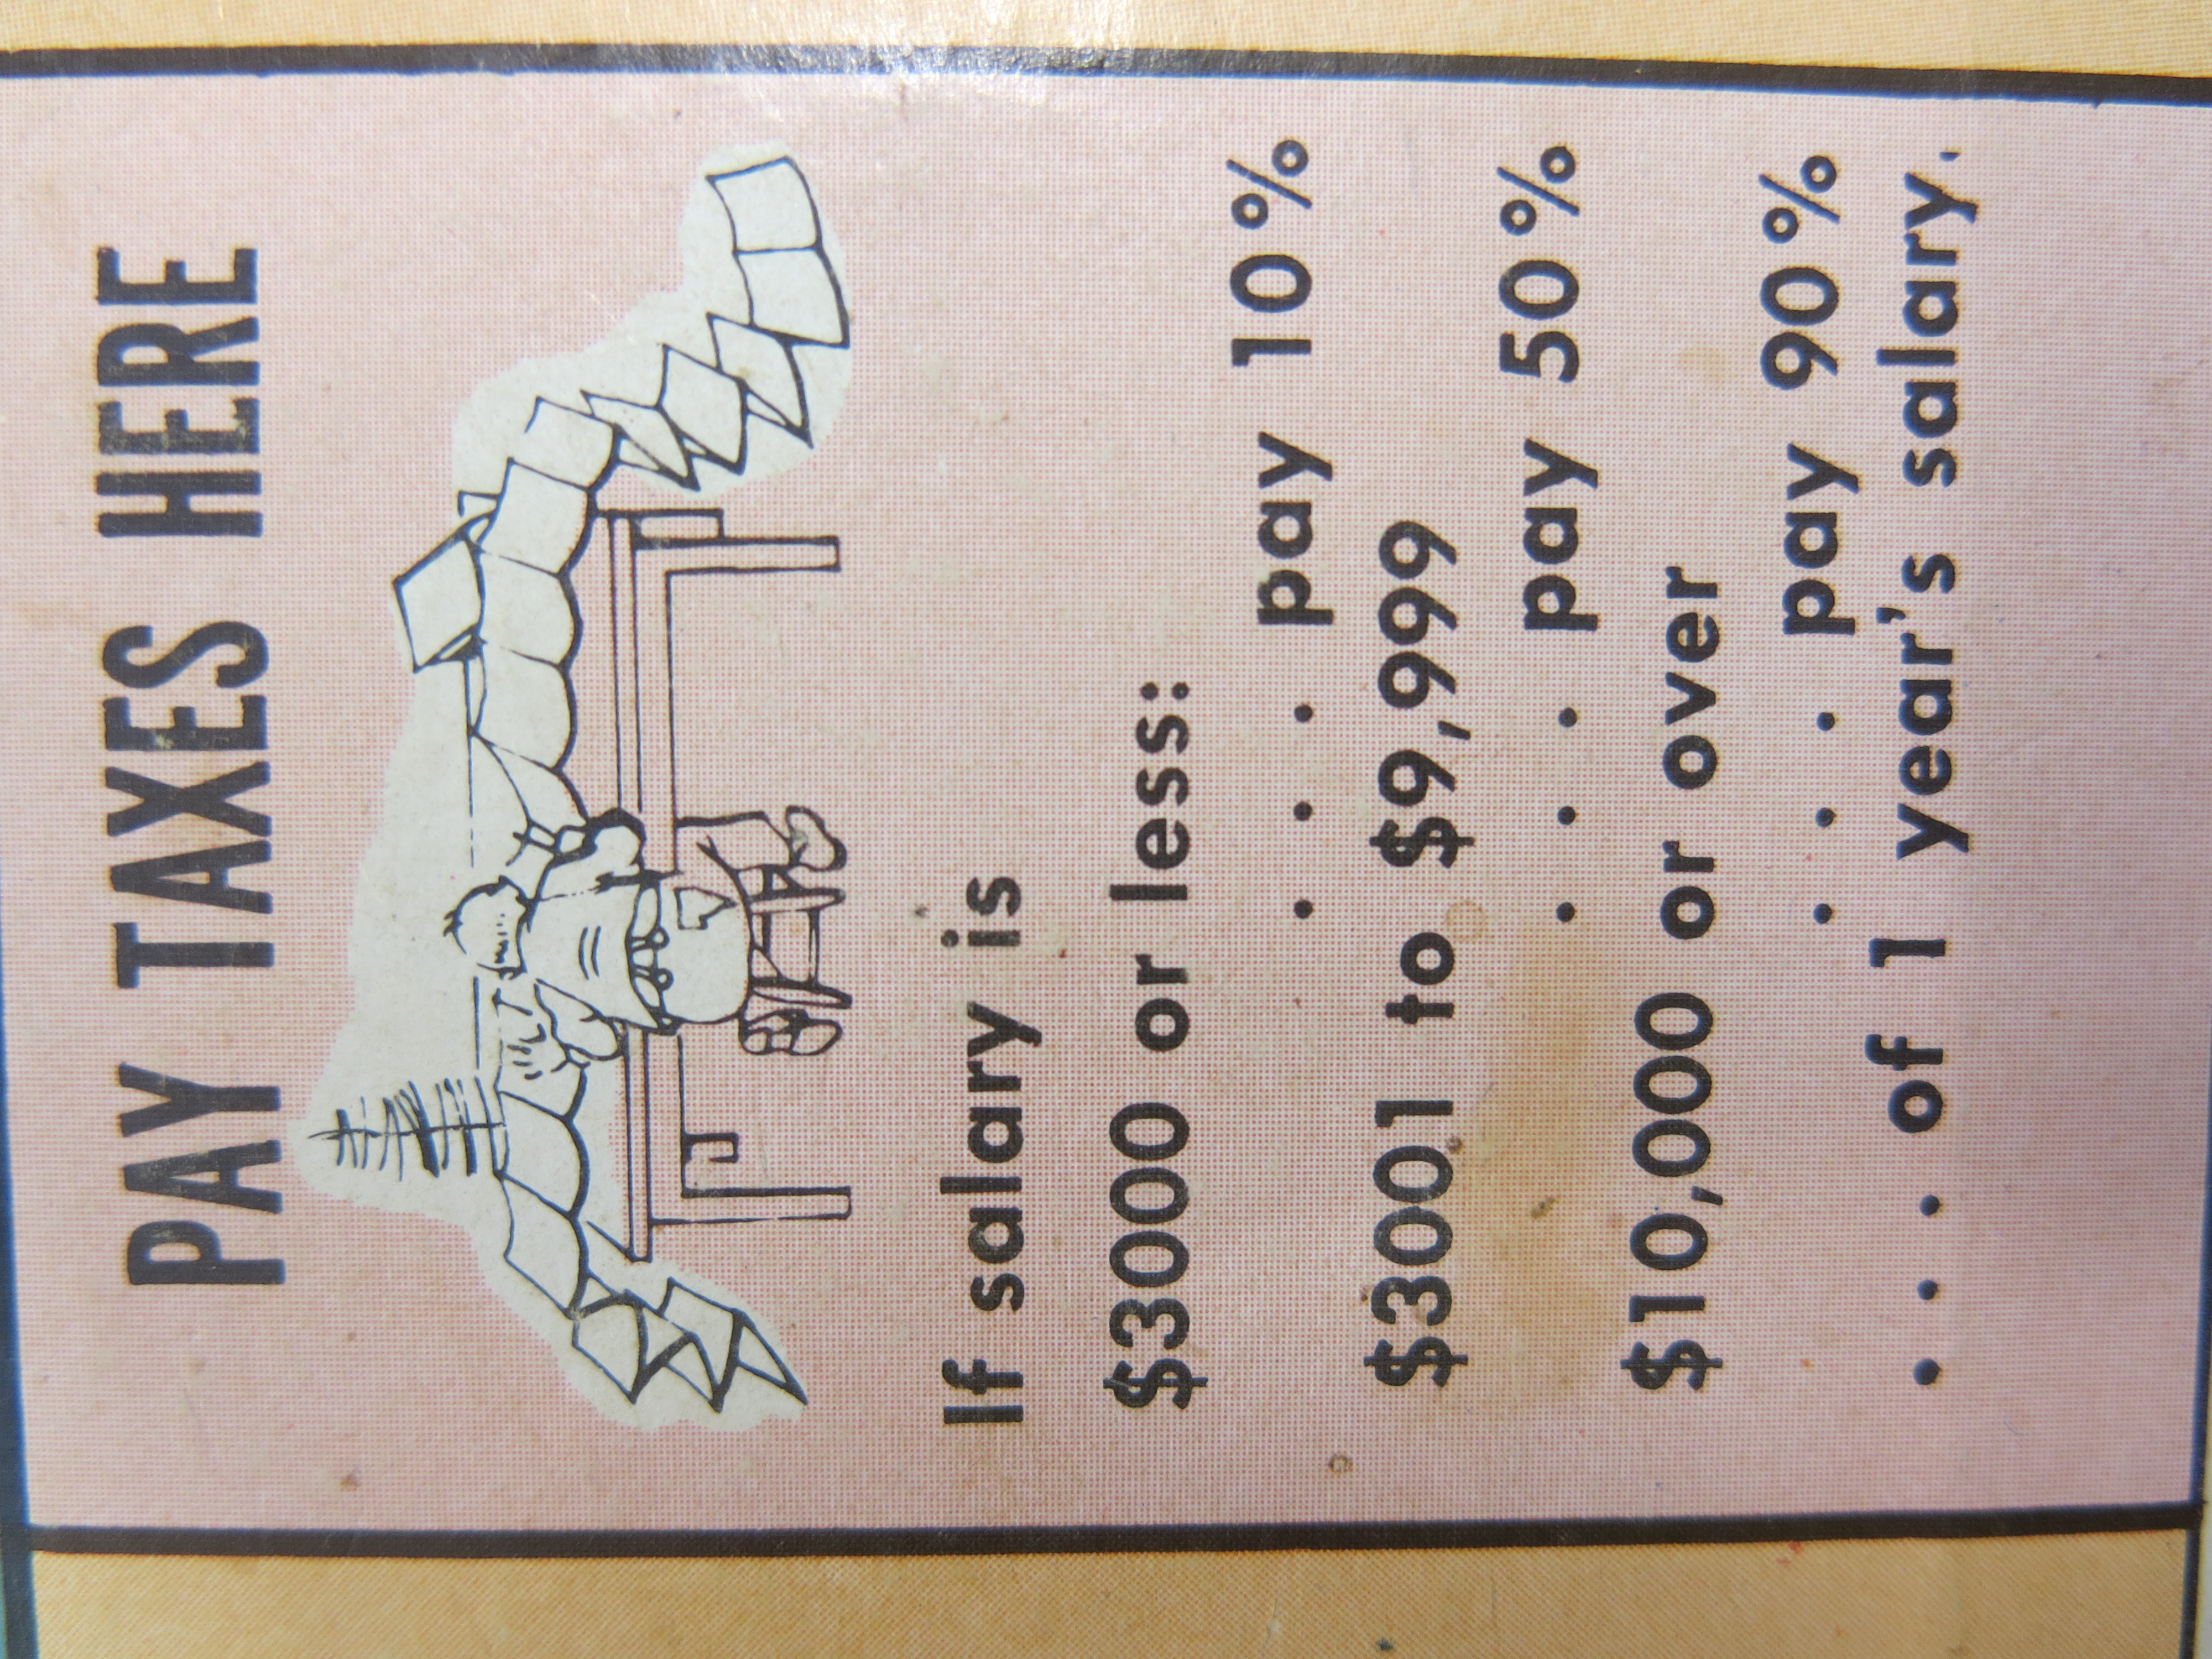 PAY TAXES HERE
If salary is
$3000 or less:
. . . pay 10%
$3001 to $9,999
. . . pay 50%
$10,000 or over
. . . pay 90%
. . . of 1 year's salary.